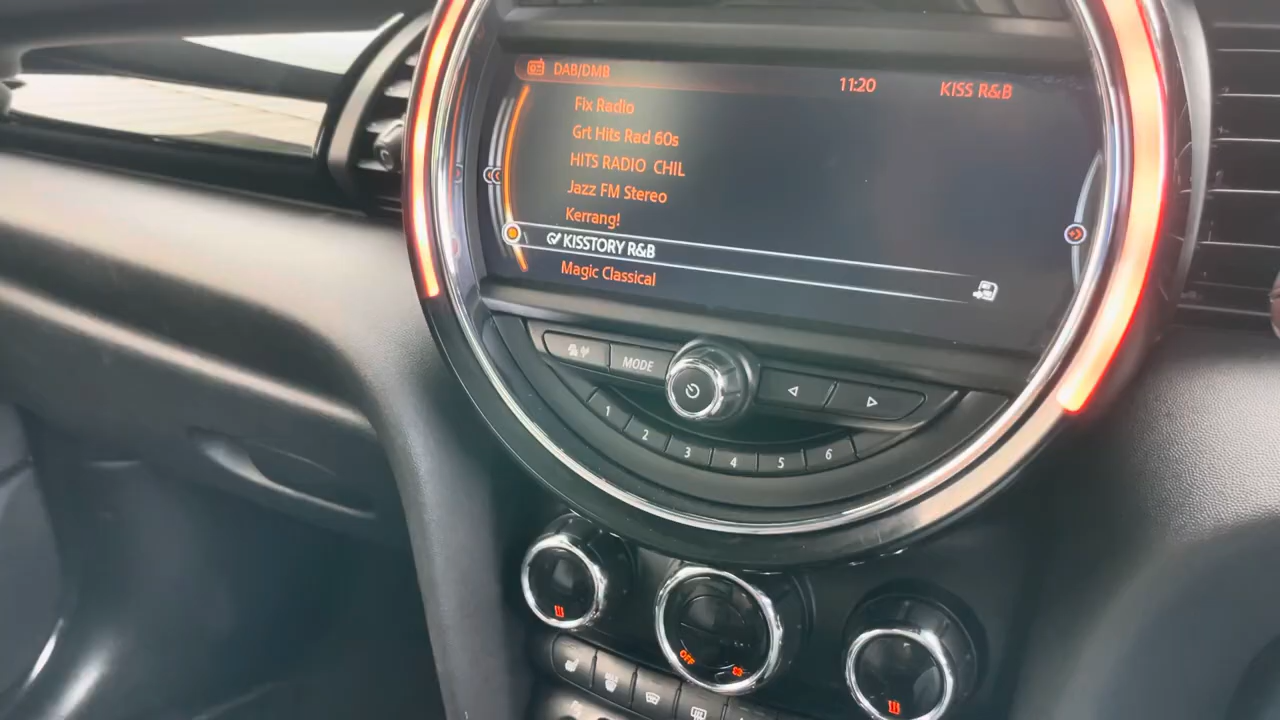 DAB/DMB 11:20 KISS R&B
Fix Radio
Grt Hits Rad 60s
HITS RADIO CHIL
Jazz FM Stereo
Kerrang!
KISSTORY R&B
Magic Classical
MODE
1 2 3 4 5 6
OFF